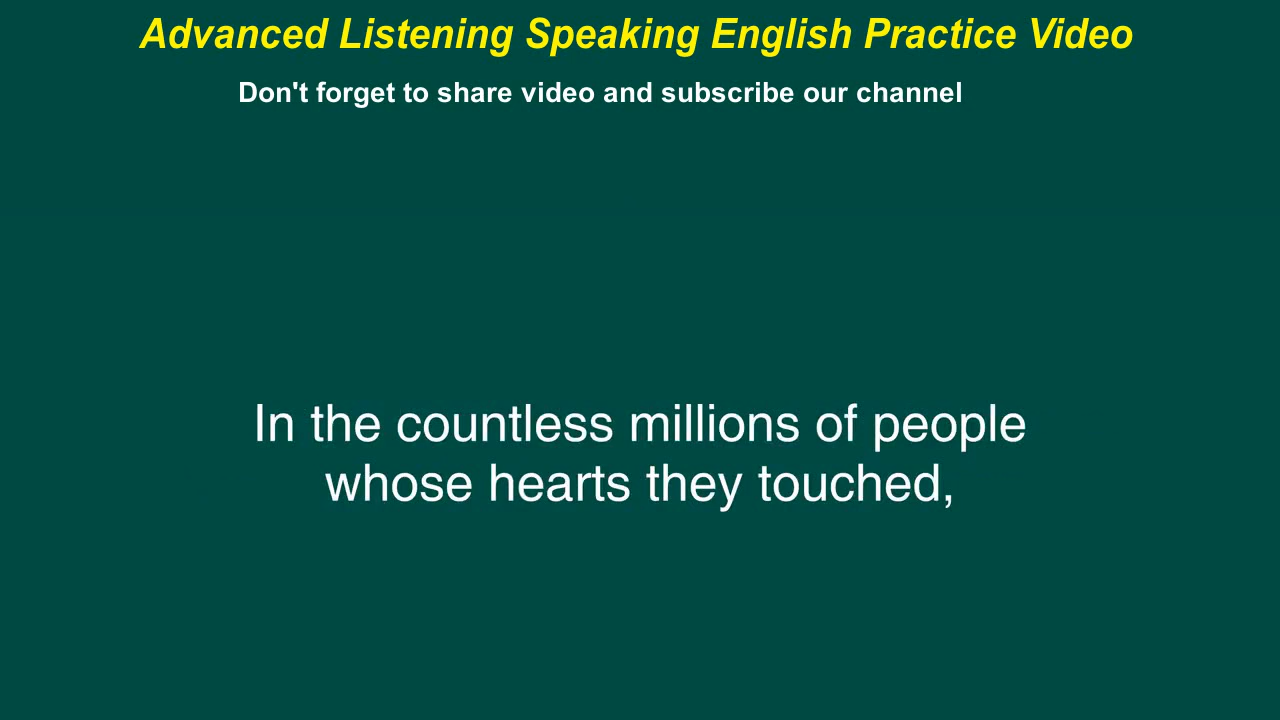 Advanced Listening Speaking English Practice Video
Don't forget to share video and subscribe our channel
In the countless millions of people
whose hearts they touched,